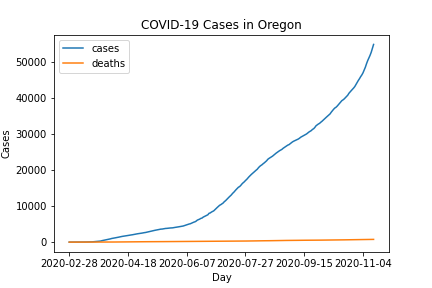 COVID-19 Cases in Oregon
cases
deaths
50000
40000
30000
20000
10000
0
Cases
2020-02-28 2020-04-18 2020-06-07 2020-07-27 2020-09-15 2020-11-04
Day